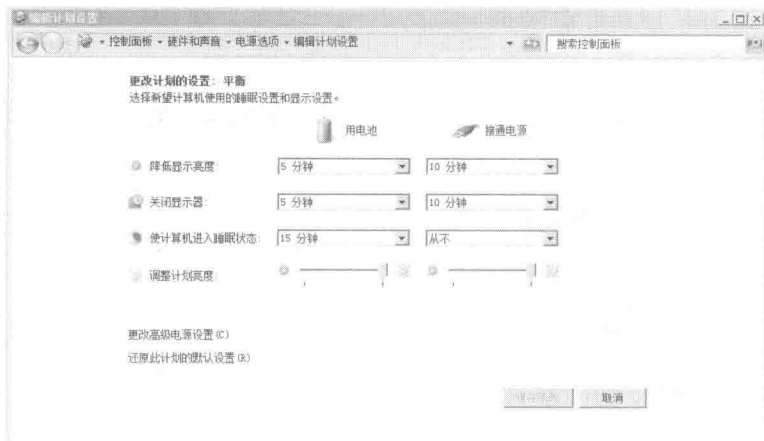 编辑计划设置
控制面板 ▸ 硬件和声音 ▸ 电源选项 ▸ 编辑计划设置
搜索控制面板
更改计划的设置: 平衡
选择希望计算机使用的睡眠设置和显示设置。
用电池 接通电源
降低显示亮度: 5 分钟 10 分钟
关闭显示器: 5 分钟 10 分钟
使计算机进入睡眠状态: 15 分钟 从不
调整计划亮度:
更改高级电源设置(C)
还原此计划的默认设置(R)
取消